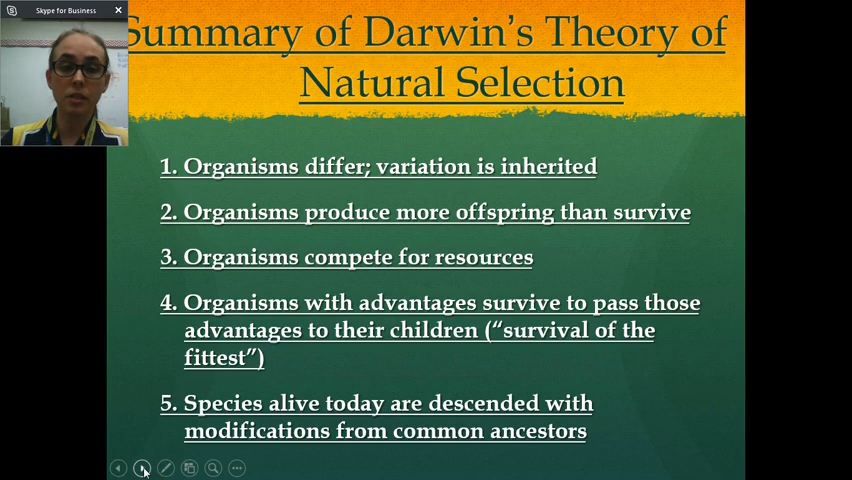 Skype for Business
Summary of Darwin's Theory of
Natural Selection
1. Organisms differ; variation is inherited
2. Organisms produce more offspring than survive
3. Organisms compete for resources
4. Organisms with advantages survive to pass those
advantages to their children (“survival of the
fittest”)
5. Species alive today are descended with
modifications from common ancestors